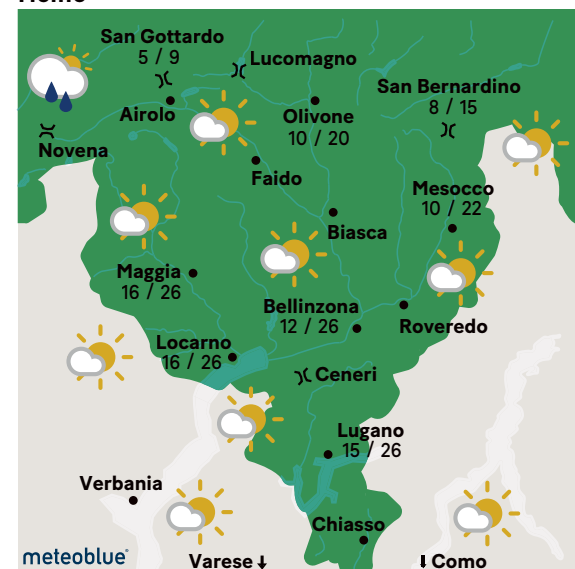 Home
San Gottardo
5 / 9
Lucomagno
San Bernardino
8 / 15
Airolo
Olivone
10 / 20
Novena
Faido
Mesocco
10 / 22
Biasca
Maggia
16 / 26
Bellinzona
12 / 26
Roveredo
Locarno
16 / 26
Ceneri
Lugano
15 / 26
Verbania
Chiasso
meteoblue®
Varese
Como